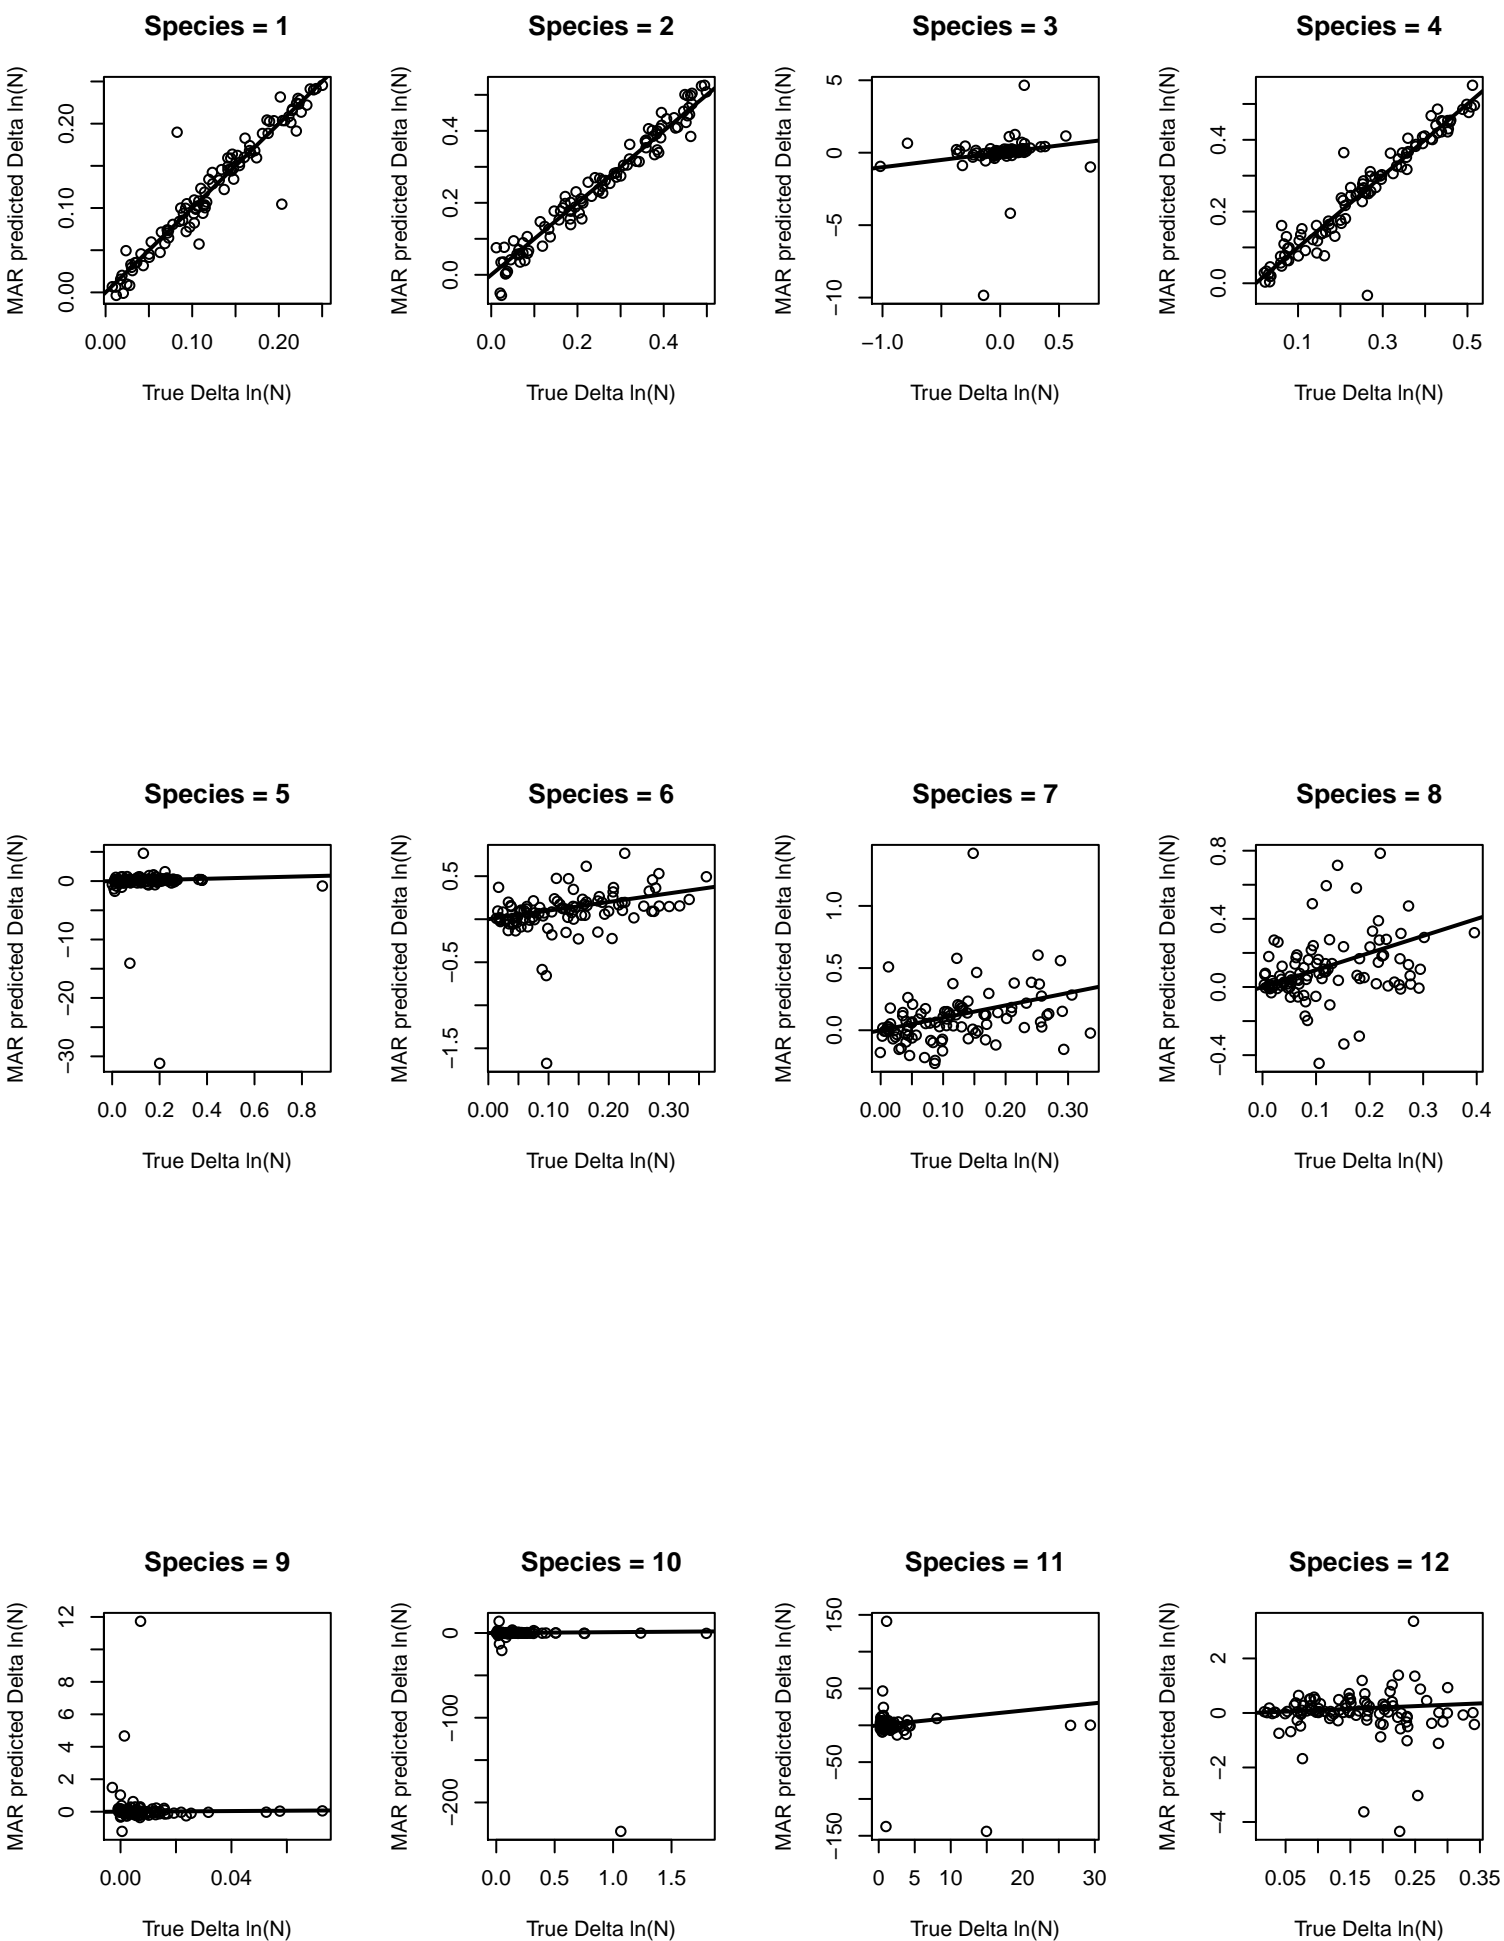 Species = 1
MAR predicted Delta ln(N)
0.00 0.10 0.20
0.00 0.10 0.20
True Delta ln(N)
Species = 2
MAR predicted Delta ln(N)
0.0 0.2 0.4
0.0 0.2 0.4
True Delta ln(N)
Species = 3
MAR predicted Delta ln(N)
−10 −5 0 5
−1.0 0.0 0.5
True Delta ln(N)
Species = 4
MAR predicted Delta ln(N)
0.0 0.2 0.4
0.1 0.3 0.5
True Delta ln(N)
Species = 5
MAR predicted Delta ln(N)
−30 −20 −10 0
0.0 0.2 0.4 0.6 0.8
True Delta ln(N)
Species = 6
MAR predicted Delta ln(N)
−1.5 −0.5 0.5
0.00 0.10 0.20 0.30
True Delta ln(N)
Species = 7
MAR predicted Delta ln(N)
0.0 0.5 1.0
0.00 0.10 0.20 0.30
True Delta ln(N)
Species = 8
MAR predicted Delta ln(N)
−0.4 0.0 0.4 0.8
0.0 0.1 0.2 0.3 0.4
True Delta ln(N)
Species = 9
MAR predicted Delta ln(N)
0 2 4 6 8 12
0.00 0.04
True Delta ln(N)
Species = 10
MAR predicted Delta ln(N)
−200 −100 0
0.0 0.5 1.0 1.5
True Delta ln(N)
Species = 11
MAR predicted Delta ln(N)
−150 −50 50 150
0 5 10 20 30
True Delta ln(N)
Species = 12
MAR predicted Delta ln(N)
−4 −2 0 2
0.05 0.15 0.25 0.35
True Delta ln(N)